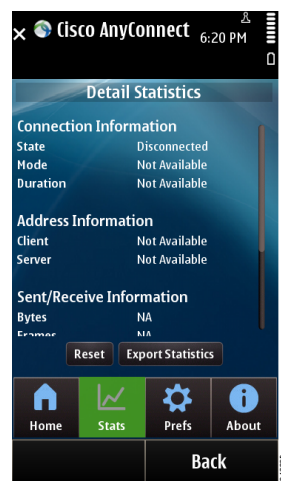 Cisco AnyConnect 6:20 PM
Detail Statistics
Connection Information
State Disconnected
Mode Not Available
Duration Not Available
Address Information
Client Not Available
Server Not Available
Sent/Receive Information
Bytes NA
Frames NA
Reset Export Statistics
Home Stats Prefs About
Back